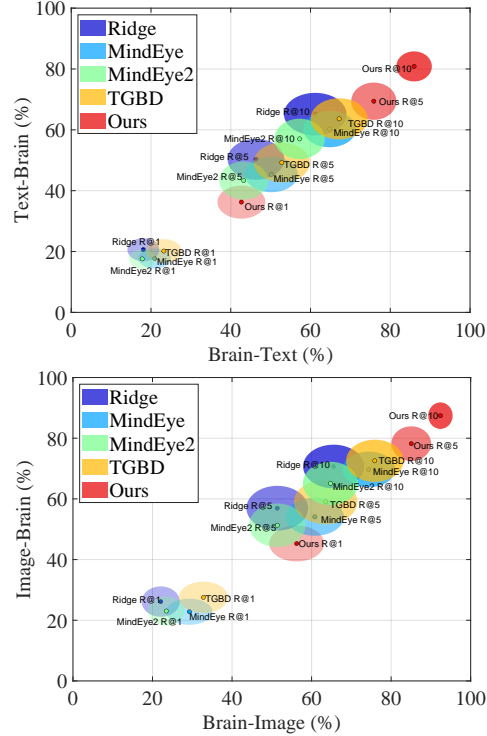 100
80
60
40
20
0
Text-Brain (%)
Ridge
MindEye
MindEye2
TGBD
Ours
Ours R@10
Ours R@5
Ridge R@10
TGBD R@10
MindEye R@10
MindEye2 R@10
Ridge R@5
TGBD R@5
MindEye2 R@5
MindEye R@5
Ours R@1
Ridge R@1
TGBD R@1
MindEye R@1
MindEye2 R@1
0 20 40 60 80 100
Brain-Text (%)
100
80
60
40
20
0
Image-Brain (%)
Ridge
MindEye
MindEye2
TGBD
Ours
Ours R@10
Ours R@5
Ridge R@10
TGBD R@10
MindEye R@10
MindEye2 R@10
Ridge R@5
TGBD R@5
MindEye2 R@5
MindEye R@5
Ours R@1
Ridge R@1
TGBD R@1
MindEye2 R@1
MindEye R@1
0 20 40 60 80 100
Brain-Image (%)